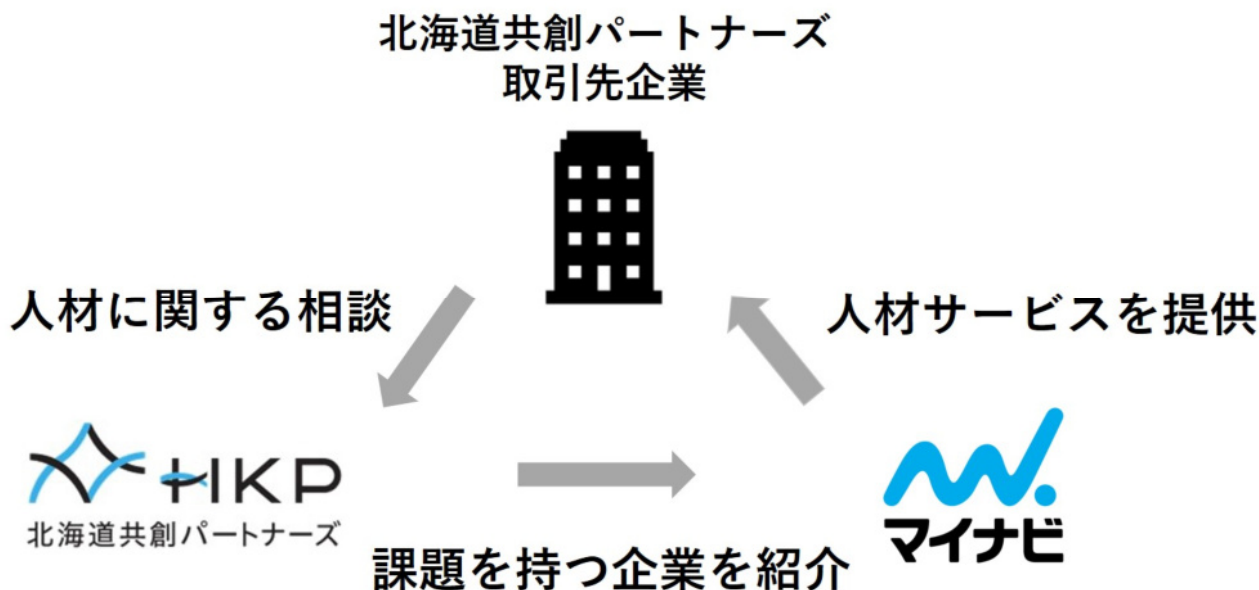 北海道共創パートナーズ
取引先企業
人材に関する相談
人材サービスを提供
HKP
北海道共創パートナーズ
マイナビ
課題を持つ企業を紹介